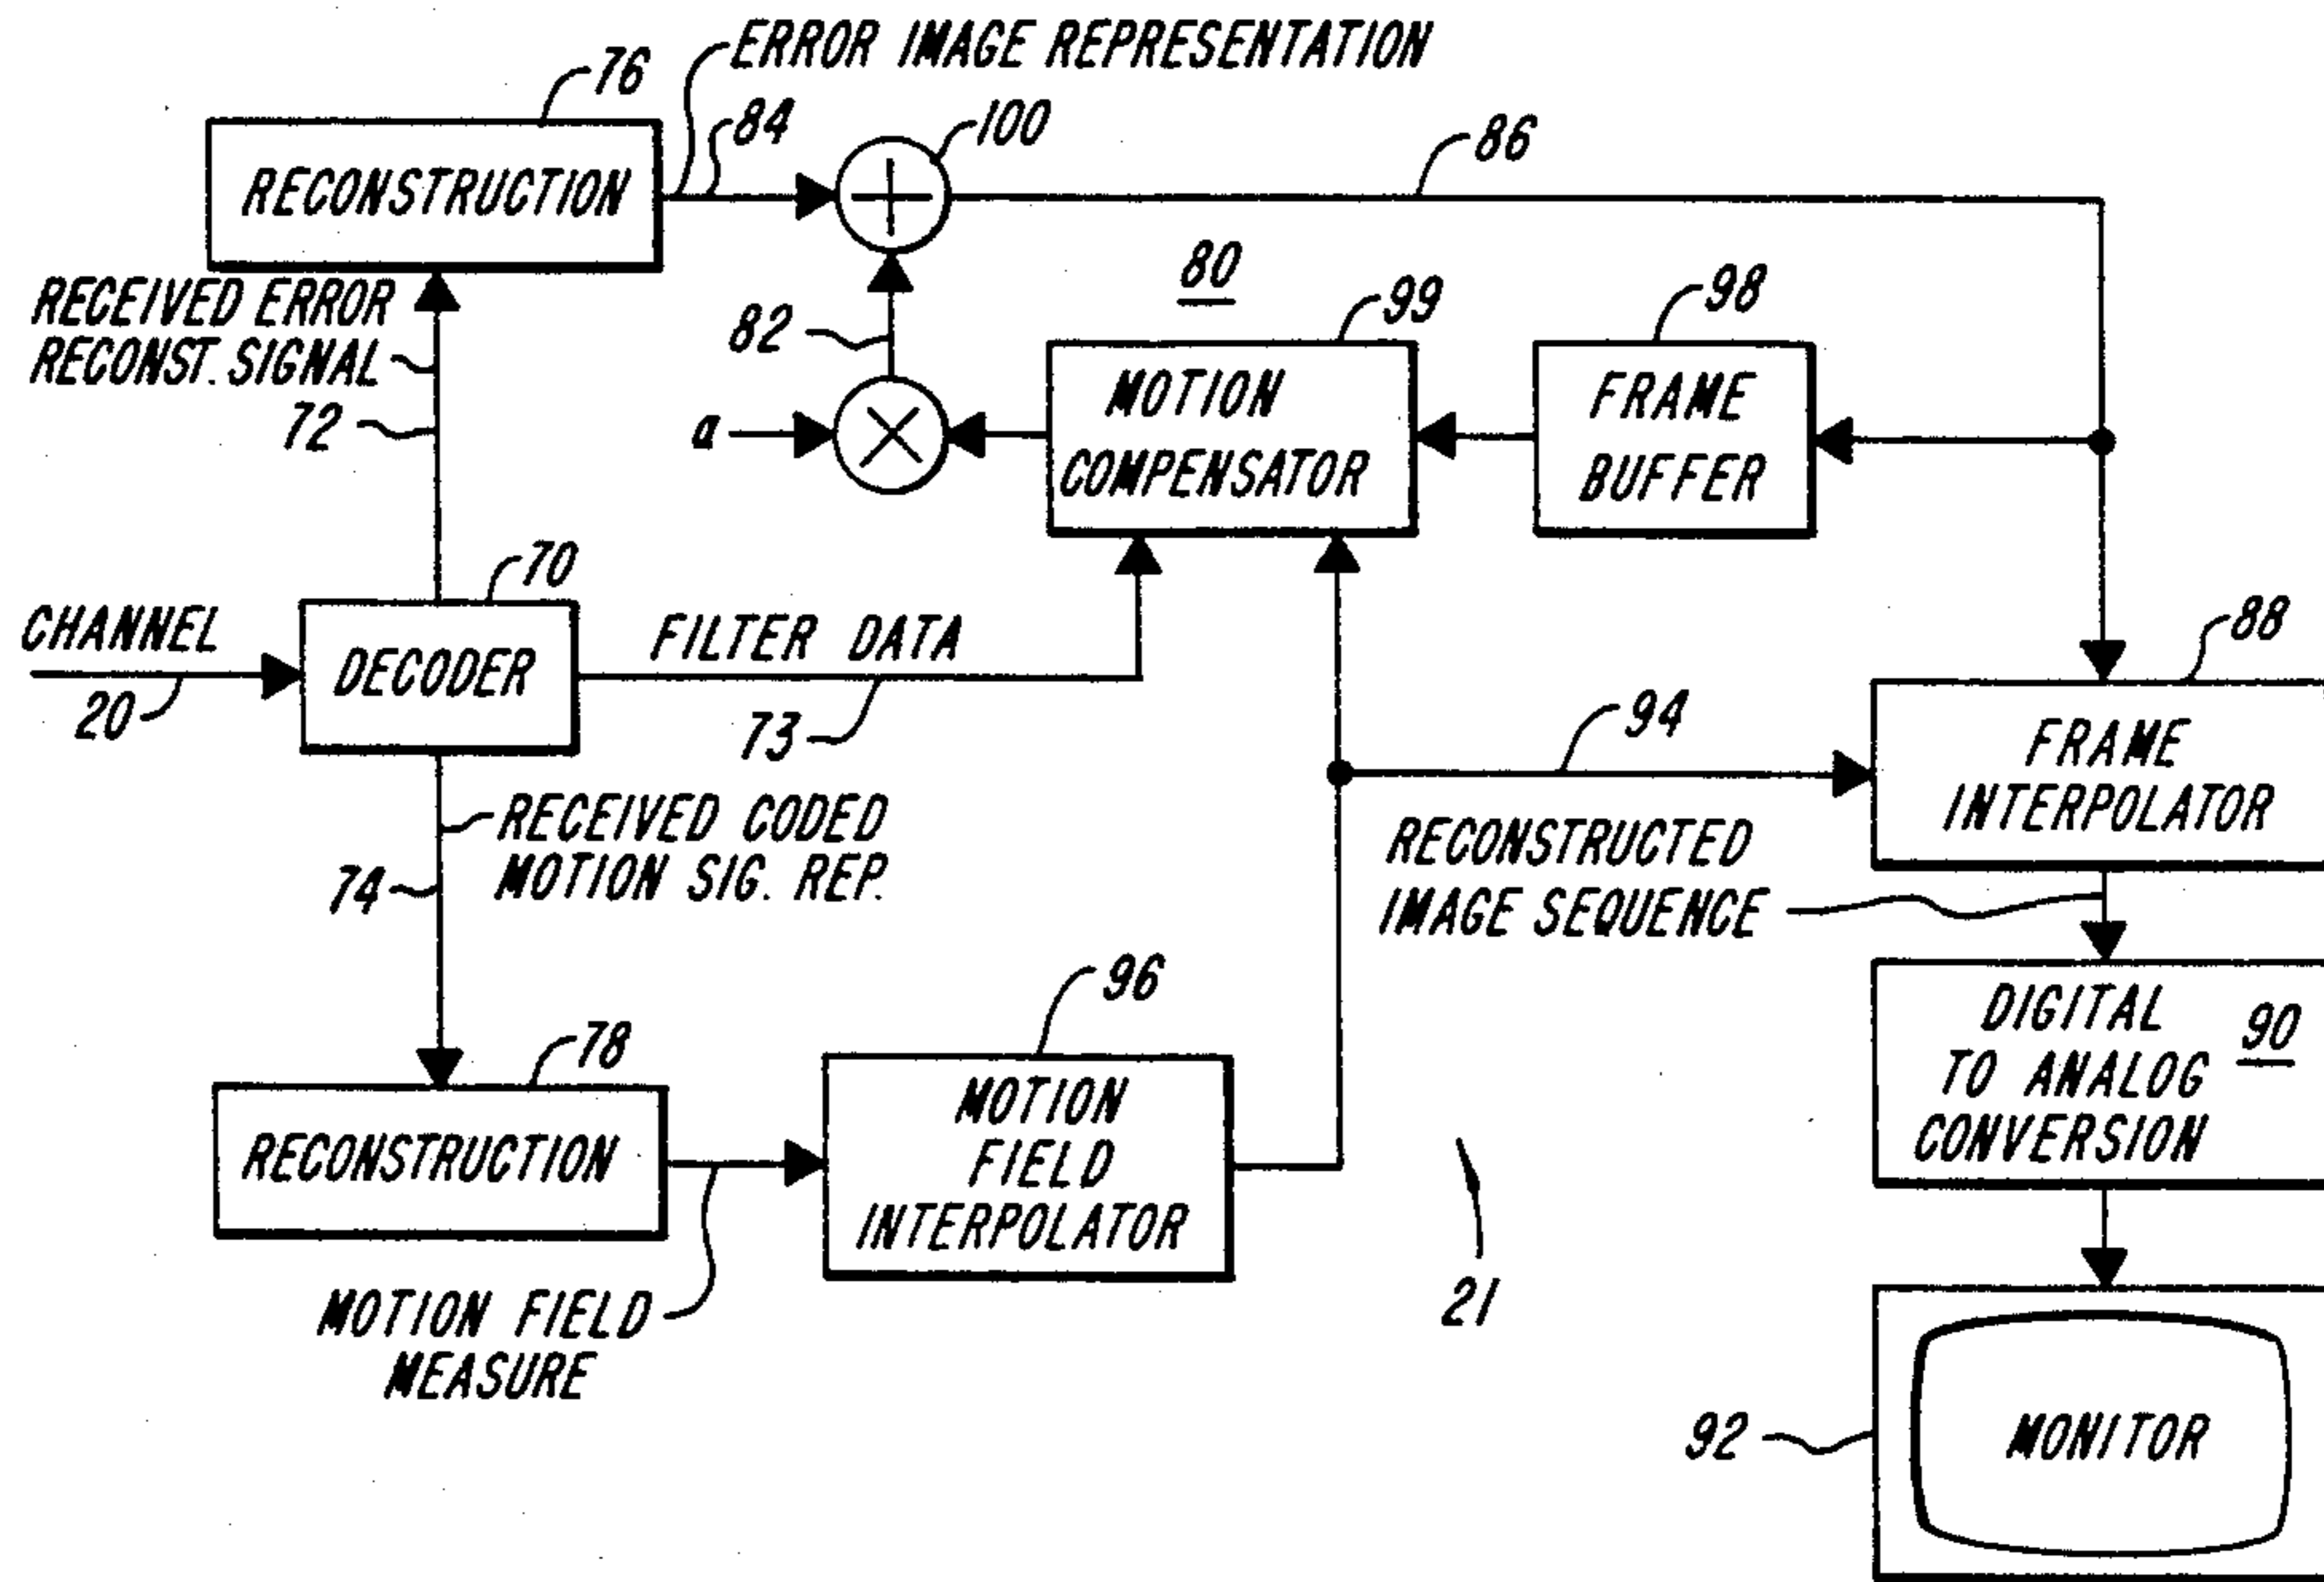 ERROR IMAGE REPRESENTATION
76
84
100
86
RECONSTRUCTION
80
99
98
RECEIVED ERROR
RECONST. SIGNAL
72
82
a
MOTION
COMPENSATOR
FRAME
BUFFER
70
CHANNEL
20
DECODER
FILTER DATA
73
94
88
FRAME
INTERPOLATOR
RECEIVED CODED
MOTION SIG. REP.
74
RECONSTRUCTED
IMAGE SEQUENCE
96
78
RECONSTRUCTION
MOTION
FIELD
INTERPOLATOR
DIGITAL
TO ANALOG
CONVERSION
90
21
MOTION FIELD
MEASURE
92
MONITOR